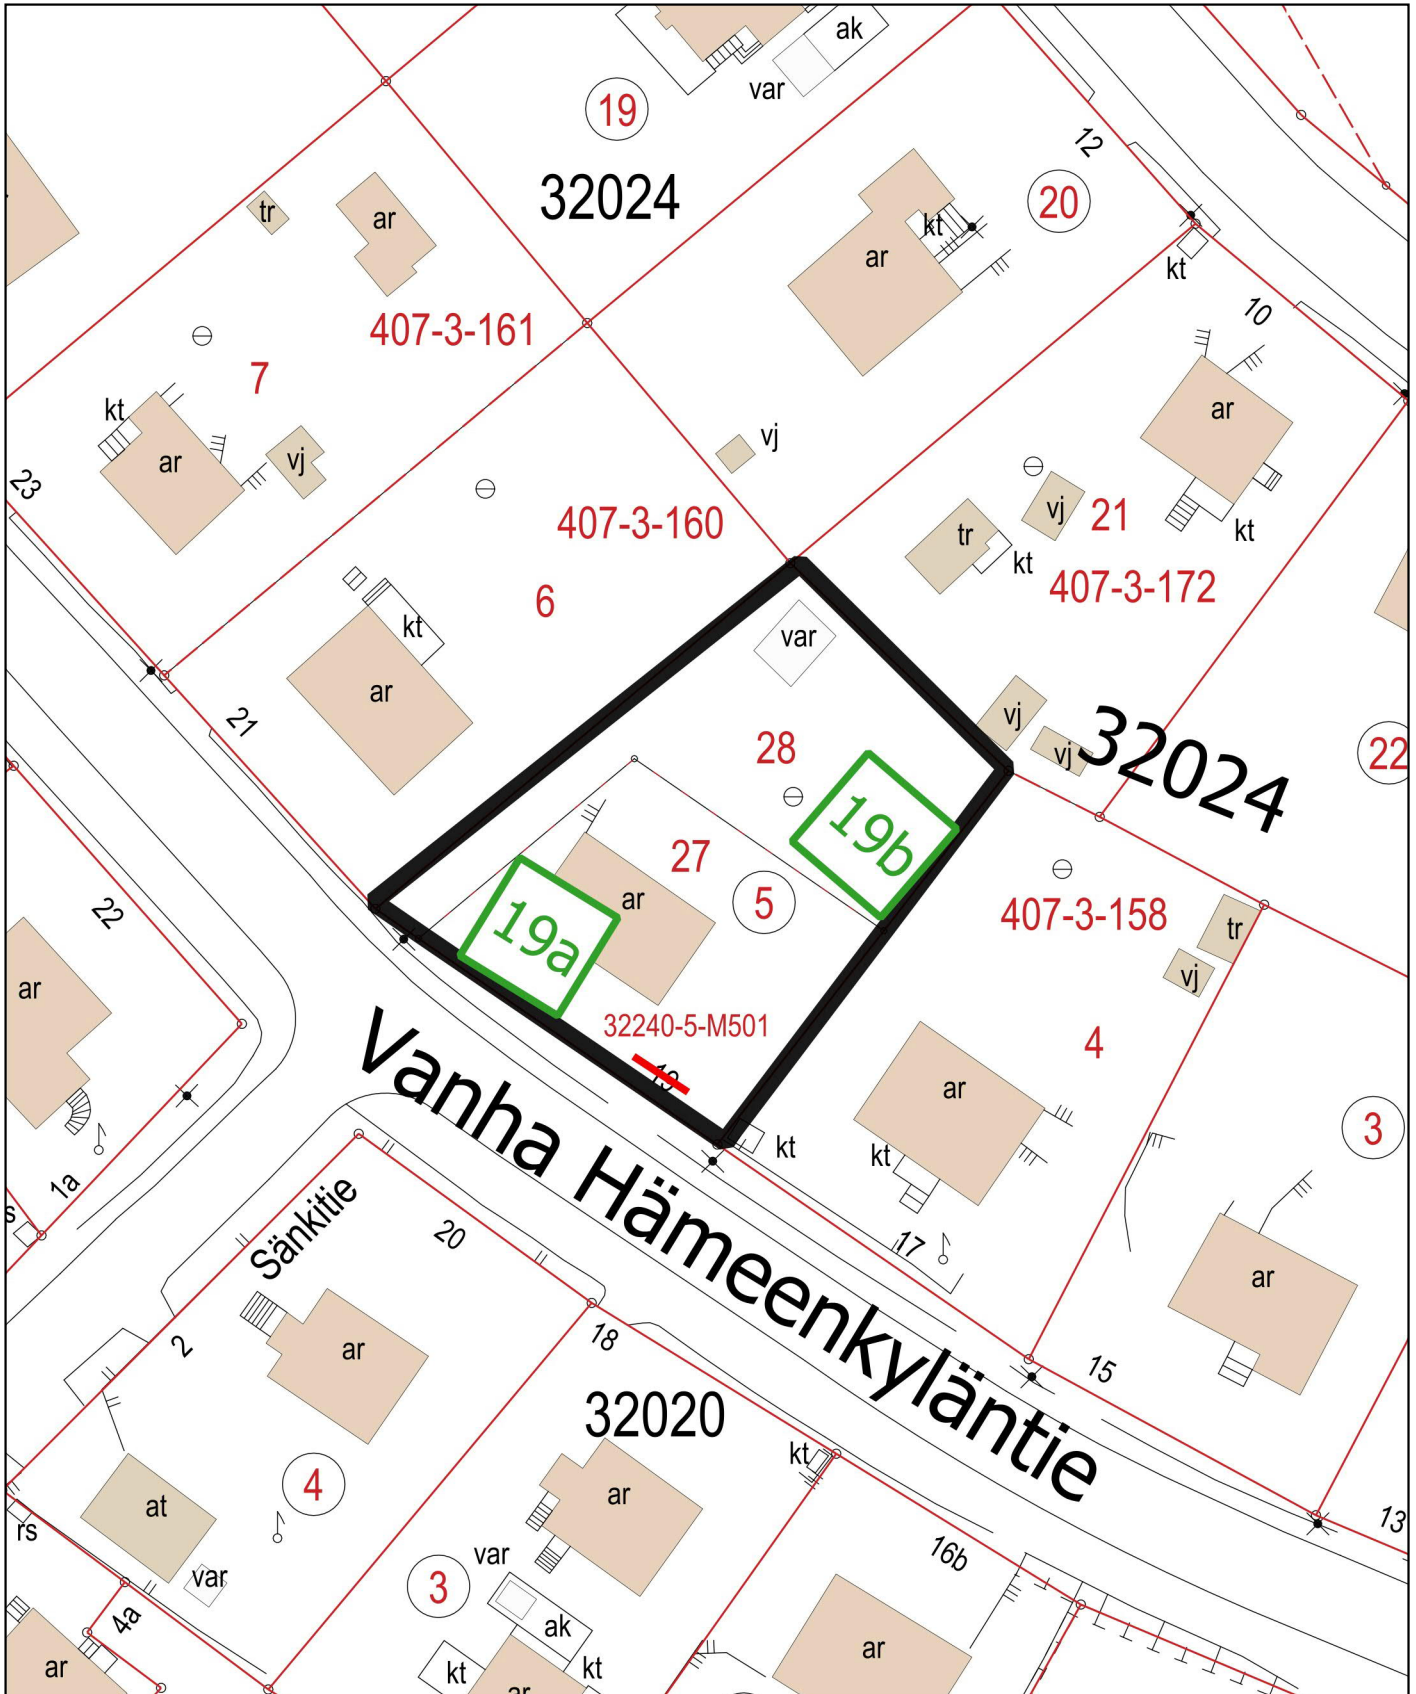 ak
var
19
12
32024
20
tr
ar
kt
ar
kt
407-3-161
10
7
kt
ar
ar
vj
vj
vj
21
23
407-3-160
tr
kt
kt
407-3-172
6
kt
ar
var
21
vj
vj
32024
22
28
19b
27
ar
5
19a
22
407-3-158
tr
vj
ar
32240-5-M501
19
4
ar
kt
kt
3
Vanha Hämeenkyläntie
1a
s
Sänkitie
20
17
ar
2
ar
18
15
32020
kt
4
ar
at
rs
13
16b
var
var
3
ak
4a
ar
kt
kt
ar
ar